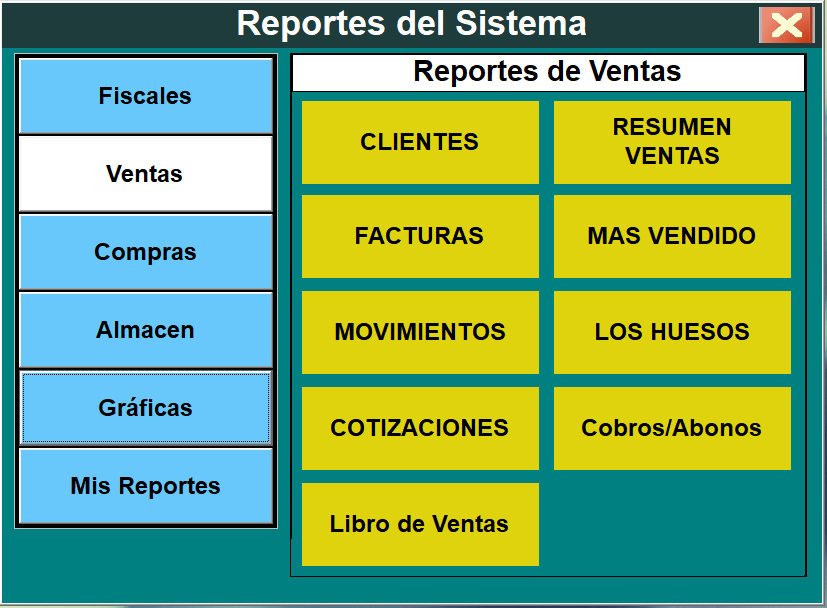 Reportes del Sistema
Fiscales
Ventas
Compras
Almacen
Gráficas
Mis Reportes
Reportes de Ventas
CLIENTES
RESUMEN
VENTAS
FACTURAS
MAS VENDIDO
MOVIMIENTOS
LOS HUESOS
COTIZACIONES
Cobros/Abonos
Libro de Ventas